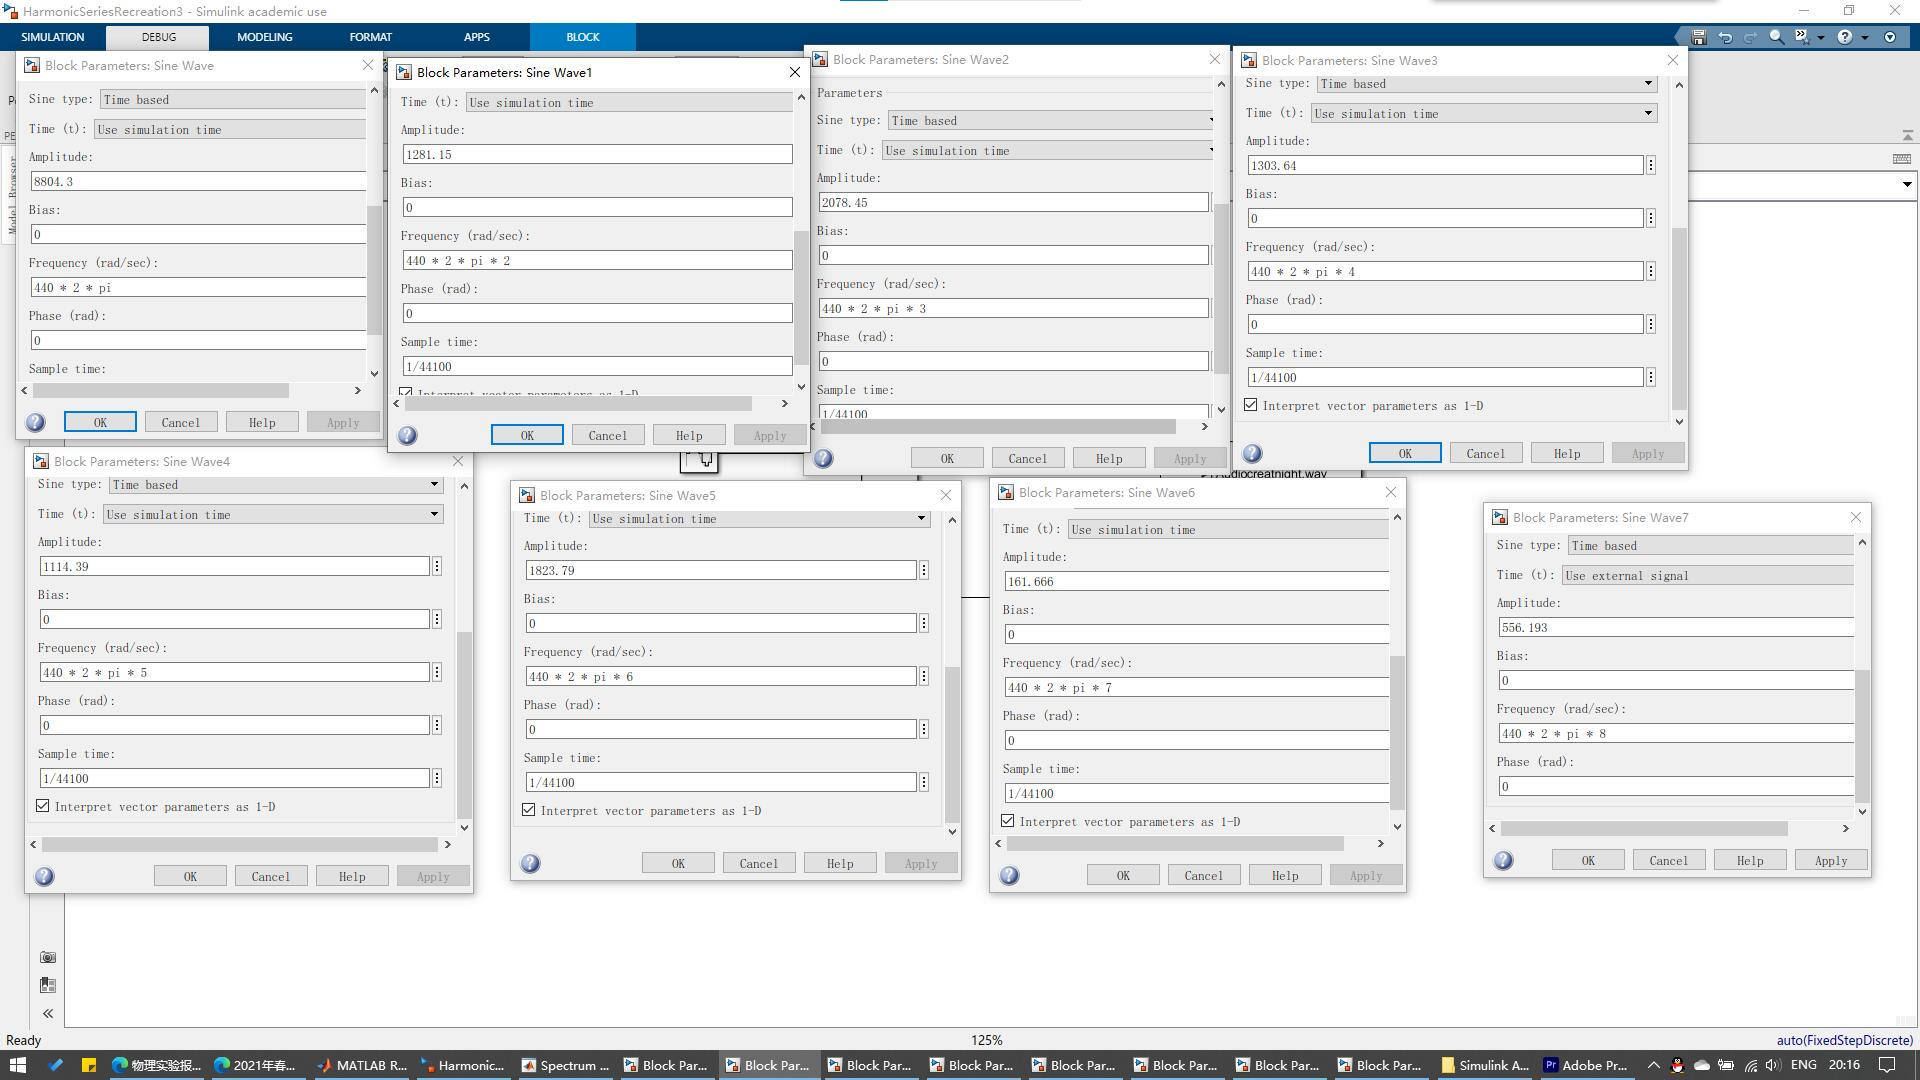 HarmonicSeriesRecreation3 - Simulink academic use
SIMULATION
DEBUG
MODELING
FORMAT
APPS
BLOCK
Block Parameters: Sine Wave
Sine type: Time based
Time (t): Use simulation time
Amplitude:
8804.3
Bias:
0
Frequency (rad/sec):
440 * 2 * pi
Phase (rad):
0
Sample time:
OK
Cancel
Help
Apply
Block Parameters: Sine Wave1
Time (t): Use simulation time
Amplitude:
1281.15
Bias:
0
Frequency (rad/sec):
440 * 2 * pi * 2
Phase (rad):
0
Sample time:
1/44100
Interpret vector parameters as 1-D
OK
Cancel
Help
Apply
Block Parameters: Sine Wave2
Parameters
Sine type: Time based
Time (t): Use simulation time
Amplitude:
2078.45
Bias:
0
Frequency (rad/sec):
440 * 2 * pi * 3
Phase (rad):
0
Sample time:
1/44100
OK
Cancel
Help
Apply
Block Parameters: Sine Wave3
Sine type: Time based
Time (t): Use simulation time
Amplitude:
1303.64
Bias:
0
Frequency (rad/sec):
440 * 2 * pi * 4
Phase (rad):
0
Sample time:
1/44100
Interpret vector parameters as 1-D
OK
Cancel
Help
Apply
Model Browser
Block Parameters: Sine Wave4
Sine type: Time based
Time (t): Use simulation time
Amplitude:
1114.39
Bias:
0
Frequency (rad/sec):
440 * 2 * pi * 5
Phase (rad):
0
Sample time:
1/44100
Interpret vector parameters as 1-D
OK
Cancel
Help
Apply
Block Parameters: Sine Wave5
Time (t): Use simulation time
Amplitude:
1823.79
Bias:
0
Frequency (rad/sec):
440 * 2 * pi * 6
Phase (rad):
0
Sample time:
1/44100
Interpret vector parameters as 1-D
OK
Cancel
Help
Apply
Block Parameters: Sine Wave6
Time (t): Use simulation time
Amplitude:
161.666
Bias:
0
Frequency (rad/sec):
440 * 2 * pi * 7
Phase (rad):
0
Sample time:
1/44100
Interpret vector parameters as 1-D
OK
Cancel
Help
Apply
Block Parameters: Sine Wave7
Sine type: Time based
Time (t): Use external signal
Amplitude:
556.193
Bias:
0
Frequency (rad/sec):
440 * 2 * pi * 8
Phase (rad):
0
OK
Cancel
Help
Apply
Ready
125%
auto(FixedStepDiscrete)
物理实验报...
2021年春...
MATLAB R...
Harmonic...
Spectrum ...
Block Par...
Block Par...
Block Par...
Block Par...
Block Par...
Block Par...
Block Par...
Block Par...
Simulink A...
Adobe Pr...
ENG
20:16